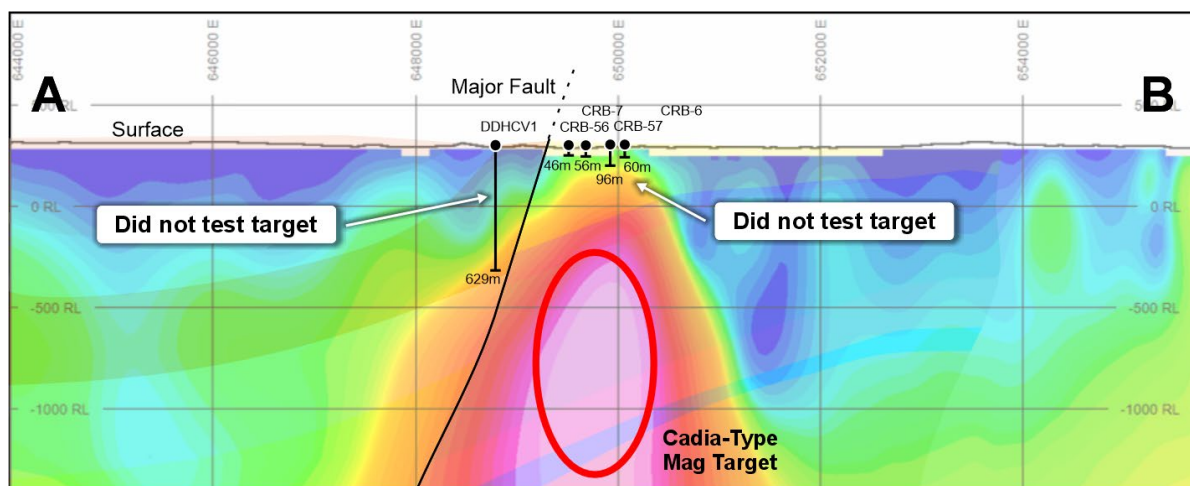 644000 E
646000 E
648000 E
650000 E
652000 E
654000 E
A
B
Major Fault
CRB-7
CRB-6
DDHCV1
CRB-56
CRB-57
Surface
46m
56m
96m
60m
Did not test target
Did not test target
0 RL
0 RL
629m
-500 RL
-500 RL
-1000 RL
-1000 RL
Cadia-Type
Mag Target